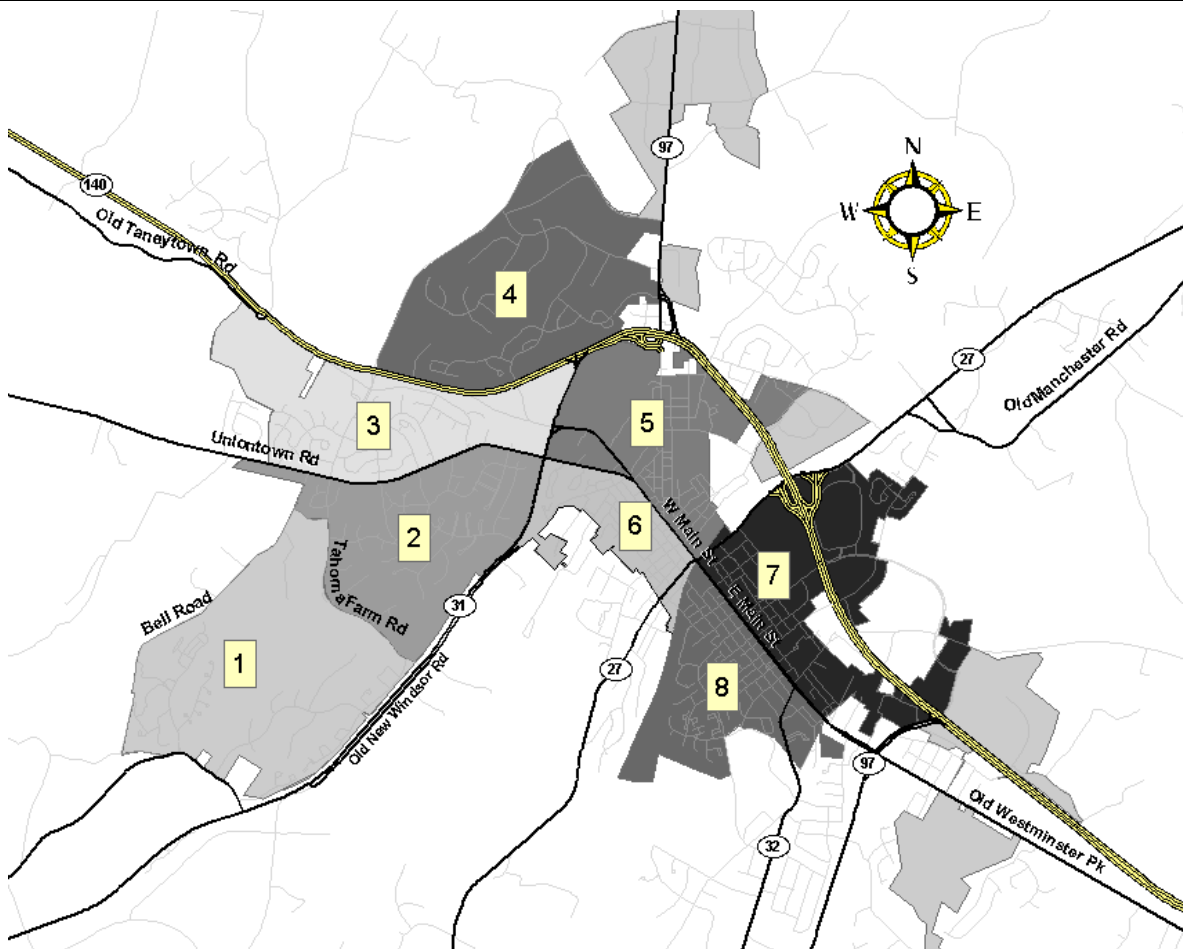 97
N
W
E
S
140
Old Taneytown Rd
4
27
Old Manchester Rd
3
5
Uniontown Rd
W Main St
6
2
7
Tahoma Farm Rd
E Main St
31
Bell Road
1
27
8
Old New Windsor Rd
97
Old Westminster Pk
32